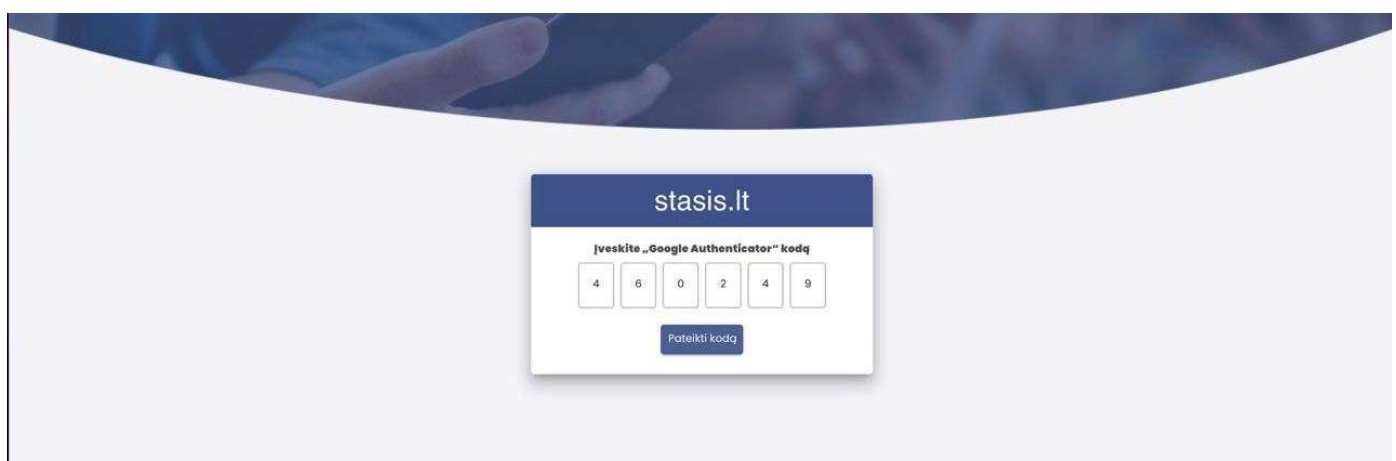 stasis.lt
Įveskite „Google Authenticator“ kodą
4 6 0 2 4 9
Pateikti kodą